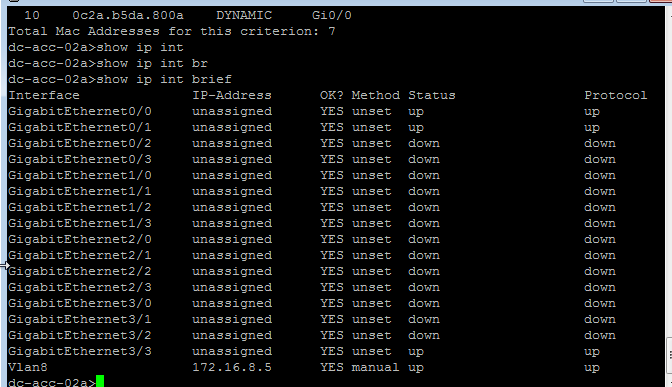 10    0c2a.b5da.800a    DYNAMIC     Gi0/0
Total Mac Addresses for this criterion: 7
dc-acc-02a>show ip int
dc-acc-02a>show ip int br
dc-acc-02a>show ip int brief
Interface              IP-Address      OK? Method Status                Protocol
GigabitEthernet0/0     unassigned      YES unset  up                    up
GigabitEthernet0/1     unassigned      YES unset  up                    up
GigabitEthernet0/2     unassigned      YES unset  down                  down
GigabitEthernet0/3     unassigned      YES unset  down                  down
GigabitEthernet1/0     unassigned      YES unset  down                  down
GigabitEthernet1/1     unassigned      YES unset  down                  down
GigabitEthernet1/2     unassigned      YES unset  down                  down
GigabitEthernet1/3     unassigned      YES unset  down                  down
GigabitEthernet2/0     unassigned      YES unset  down                  down
GigabitEthernet2/1     unassigned      YES unset  down                  down
GigabitEthernet2/2     unassigned      YES unset  down                  down
GigabitEthernet2/3     unassigned      YES unset  down                  down
GigabitEthernet3/0     unassigned      YES unset  down                  down
GigabitEthernet3/1     unassigned      YES unset  down                  down
GigabitEthernet3/2     unassigned      YES unset  down                  down
GigabitEthernet3/3     unassigned      YES unset  up                    up
Vlan8                  172.16.8.5      YES manual up                    up
dc-acc-02a>